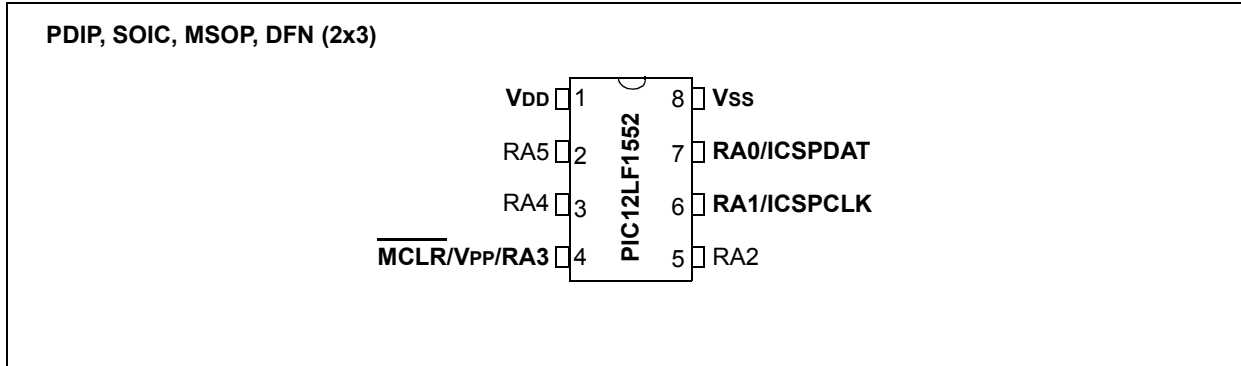 PDIP, SOIC, MSOP, DFN (2x3)
VDD 1 8 VSS
RA5 2 7 RA0/ICSPDAT
RA4 3 6 RA1/ICSPCLK
MCLR/VPP/RA3 4 5 RA2
PIC12LF1552